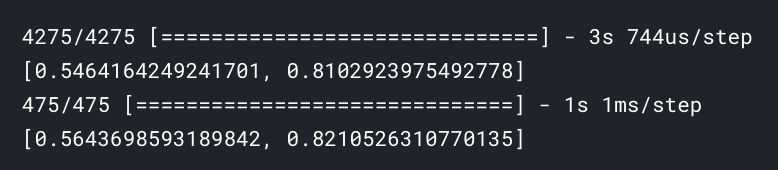 4275/4275 [==============================] - 3s 744us/step
[0.5464164249241701, 0.8102923975492778]
475/475 [==============================] - 1s 1ms/step
[0.5643698593189842, 0.8210526310770135]